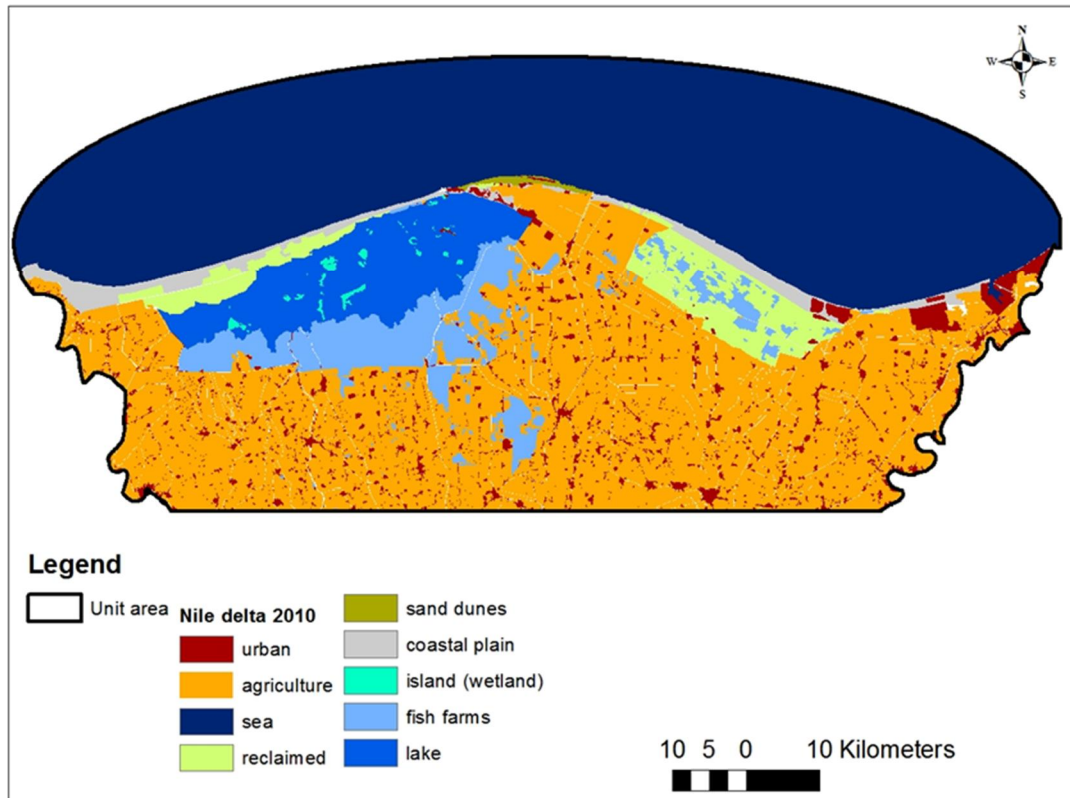 N
W E
S
Legend
Unit area
Nile delta 2010
urban
agriculture
sea
reclaimed
sand dunes
coastal plain
island (wetland)
fish farms
lake
10 5 0 10 Kilometers